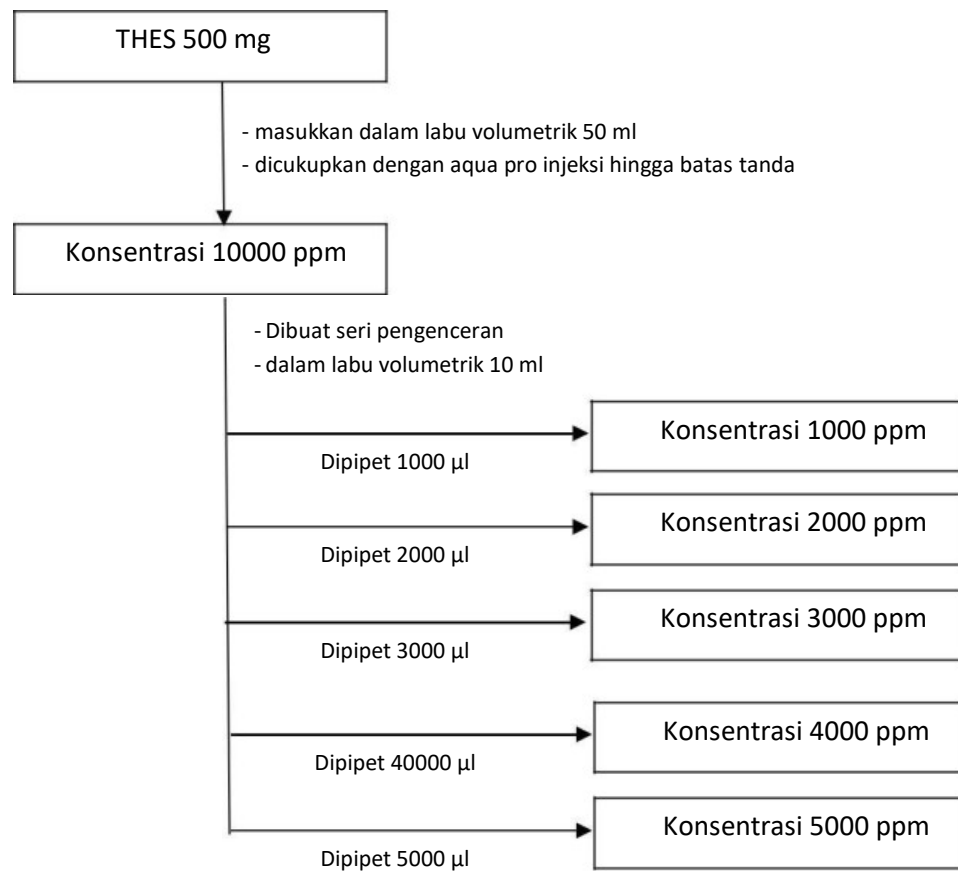 THES 500 mg
- masukkan dalam labu volumetrik 50 ml
- dicukupkan dengan aqua pro injeksi hingga batas tanda
Konsentrasi 10000 ppm
- Dibuat seri pengenceran
- dalam labu volumetrik 10 ml
Konsentrasi 1000 ppm
Dipipet 1000 µl
Konsentrasi 2000 ppm
Dipipet 2000 µl
Konsentrasi 3000 ppm
Dipipet 3000 µl
Konsentrasi 4000 ppm
Dipipet 40000 µl
Konsentrasi 5000 ppm
Dipipet 5000 µl